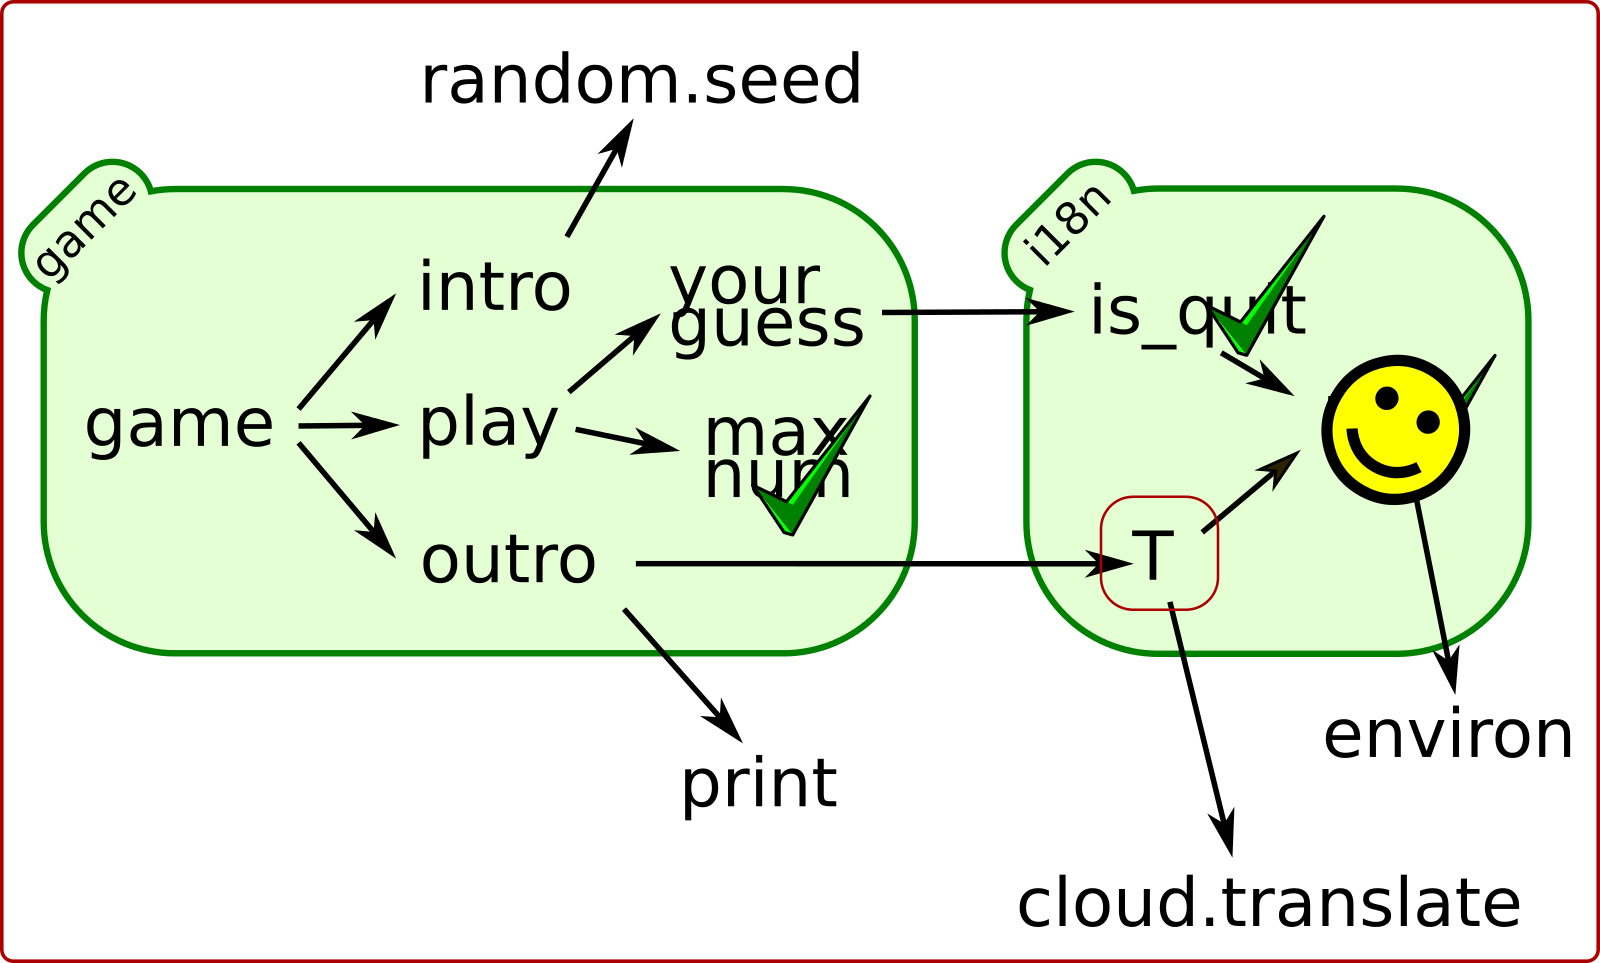 random.seed
game
i18n
intro
your
guess
is_quit
game
play
max
num
outro
T
print
environ
cloud.translate